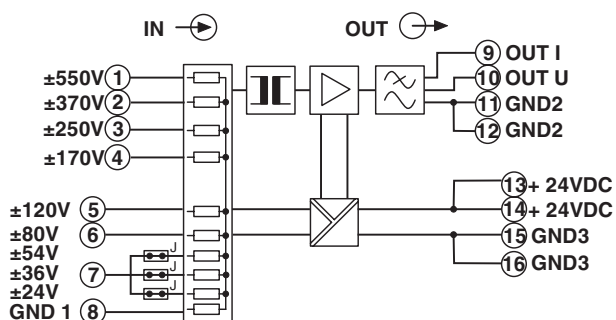 IN OUT
±550V 1
±370V 2
±250V 3
±170V 4
±120V 5
±80V 6
±54V J
±36V 7 J
±24V J
GND 1 8
9 OUT I
10 OUT U
11 GND2
12 GND2
13 + 24VDC
14 + 24VDC
15 GND3
16 GND3